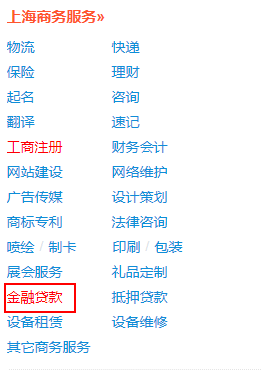 上海商务服务»
物流 快递
保险 理财
起名 咨询
翻译 速记
工商注册 财务会计
网站建设 网络维护
广告传媒 设计策划
商标专利 法律咨询
喷绘 / 制卡 印刷 / 包装
展会服务 礼品定制
金融贷款 抵押贷款
设备租赁 设备维修
其它商务服务